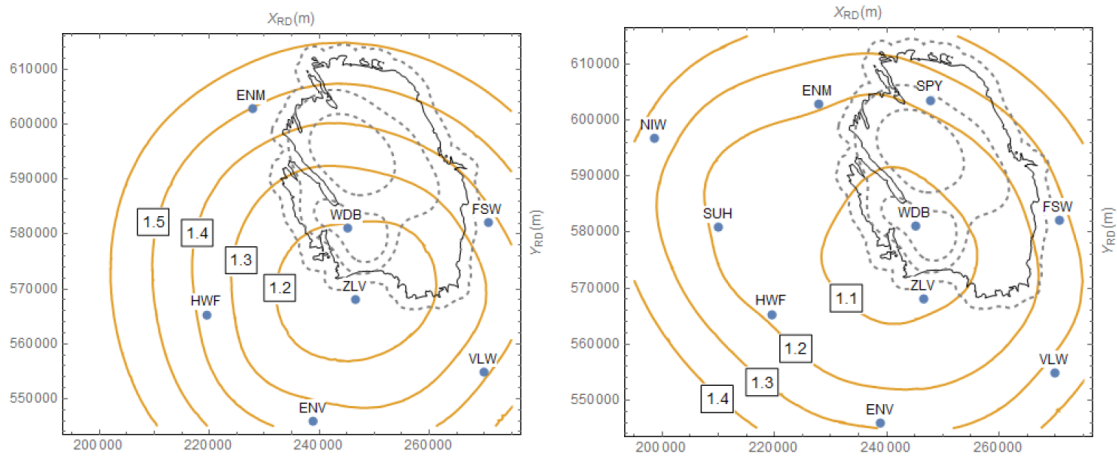 X_RD(m)
610000
600000
590000
580000
570000
560000
550000
200000
220000
240000
260000
ENM
WDB
FSW
1.5
1.4
1.3
1.2
HWF
ZLV
VLW
ENV
Y_RD(m)
X_RD(m)
610000
600000
590000
580000
570000
560000
550000
200000
220000
240000
260000
ENM
SPY
NIW
SUH
WDB
FSW
HWF
ZLV
1.1
1.2
1.3
1.4
VLW
ENV
Y_RD(m)